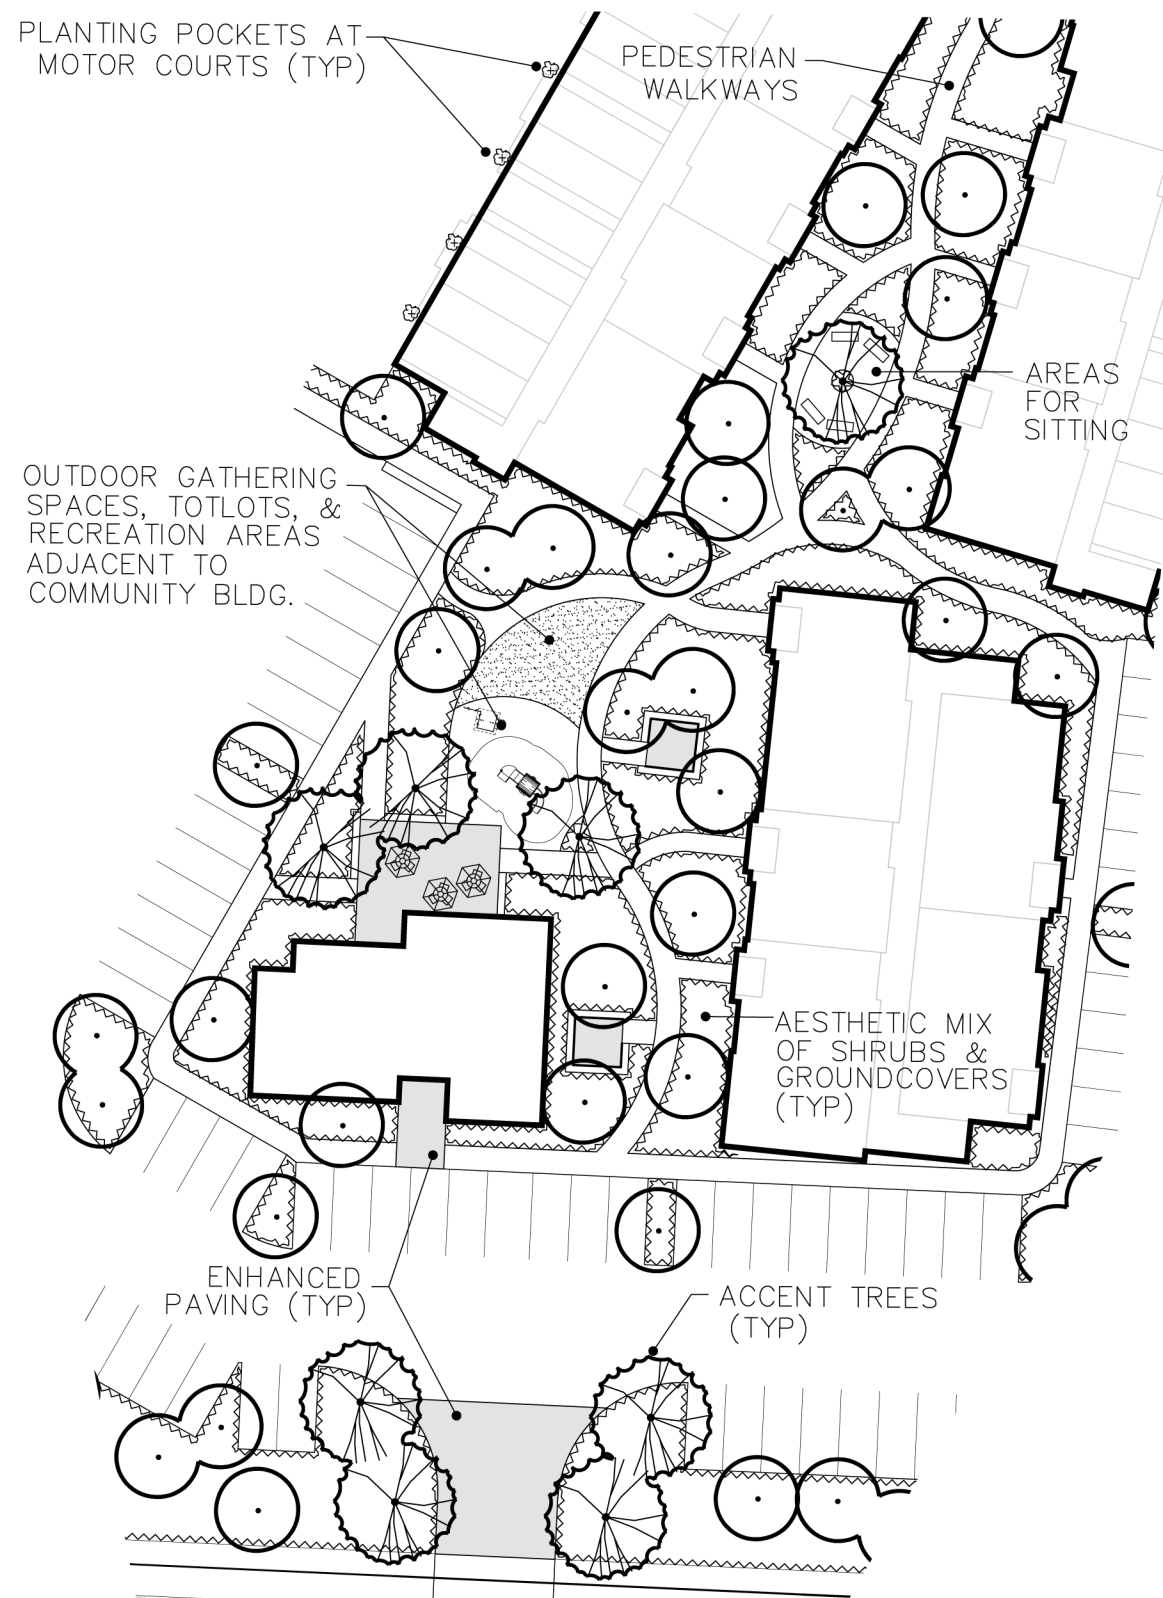 PLANTING POCKETS AT
MOTOR COURTS (TYP)
PEDESTRIAN
WALKWAYS
AREAS
FOR
SITTING
OUTDOOR GATHERING
SPACES, TOTLOTS, &
RECREATION AREAS
ADJACENT TO
COMMUNITY BLDG.
AESTHETIC MIX
OF SHRUBS &
GROUNDCOVERS
(TYP)
ENHANCED
PAVING (TYP)
ACCENT TREES
(TYP)